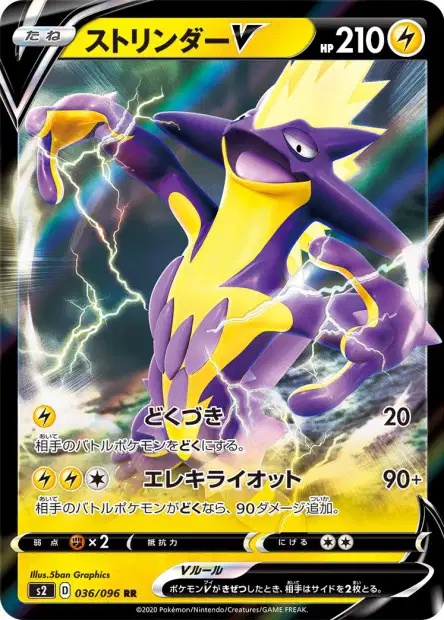 たね ストリンダーV HP 210
どくづき 20
相手のバトルポケモンをどくにする。
エレキライオット 90+
相手のバトルポケモンがどくなら、90ダメージ追加。
弱点 ×2 抵抗力 にげる
Illus.5ban Graphics
Vルール
s2 D 036/096 RR
ポケモンVがきぜつしたとき、相手はサイドを2枚とる。
©2020 Pokémon/Nintendo/Creatures/GAME FREAK.